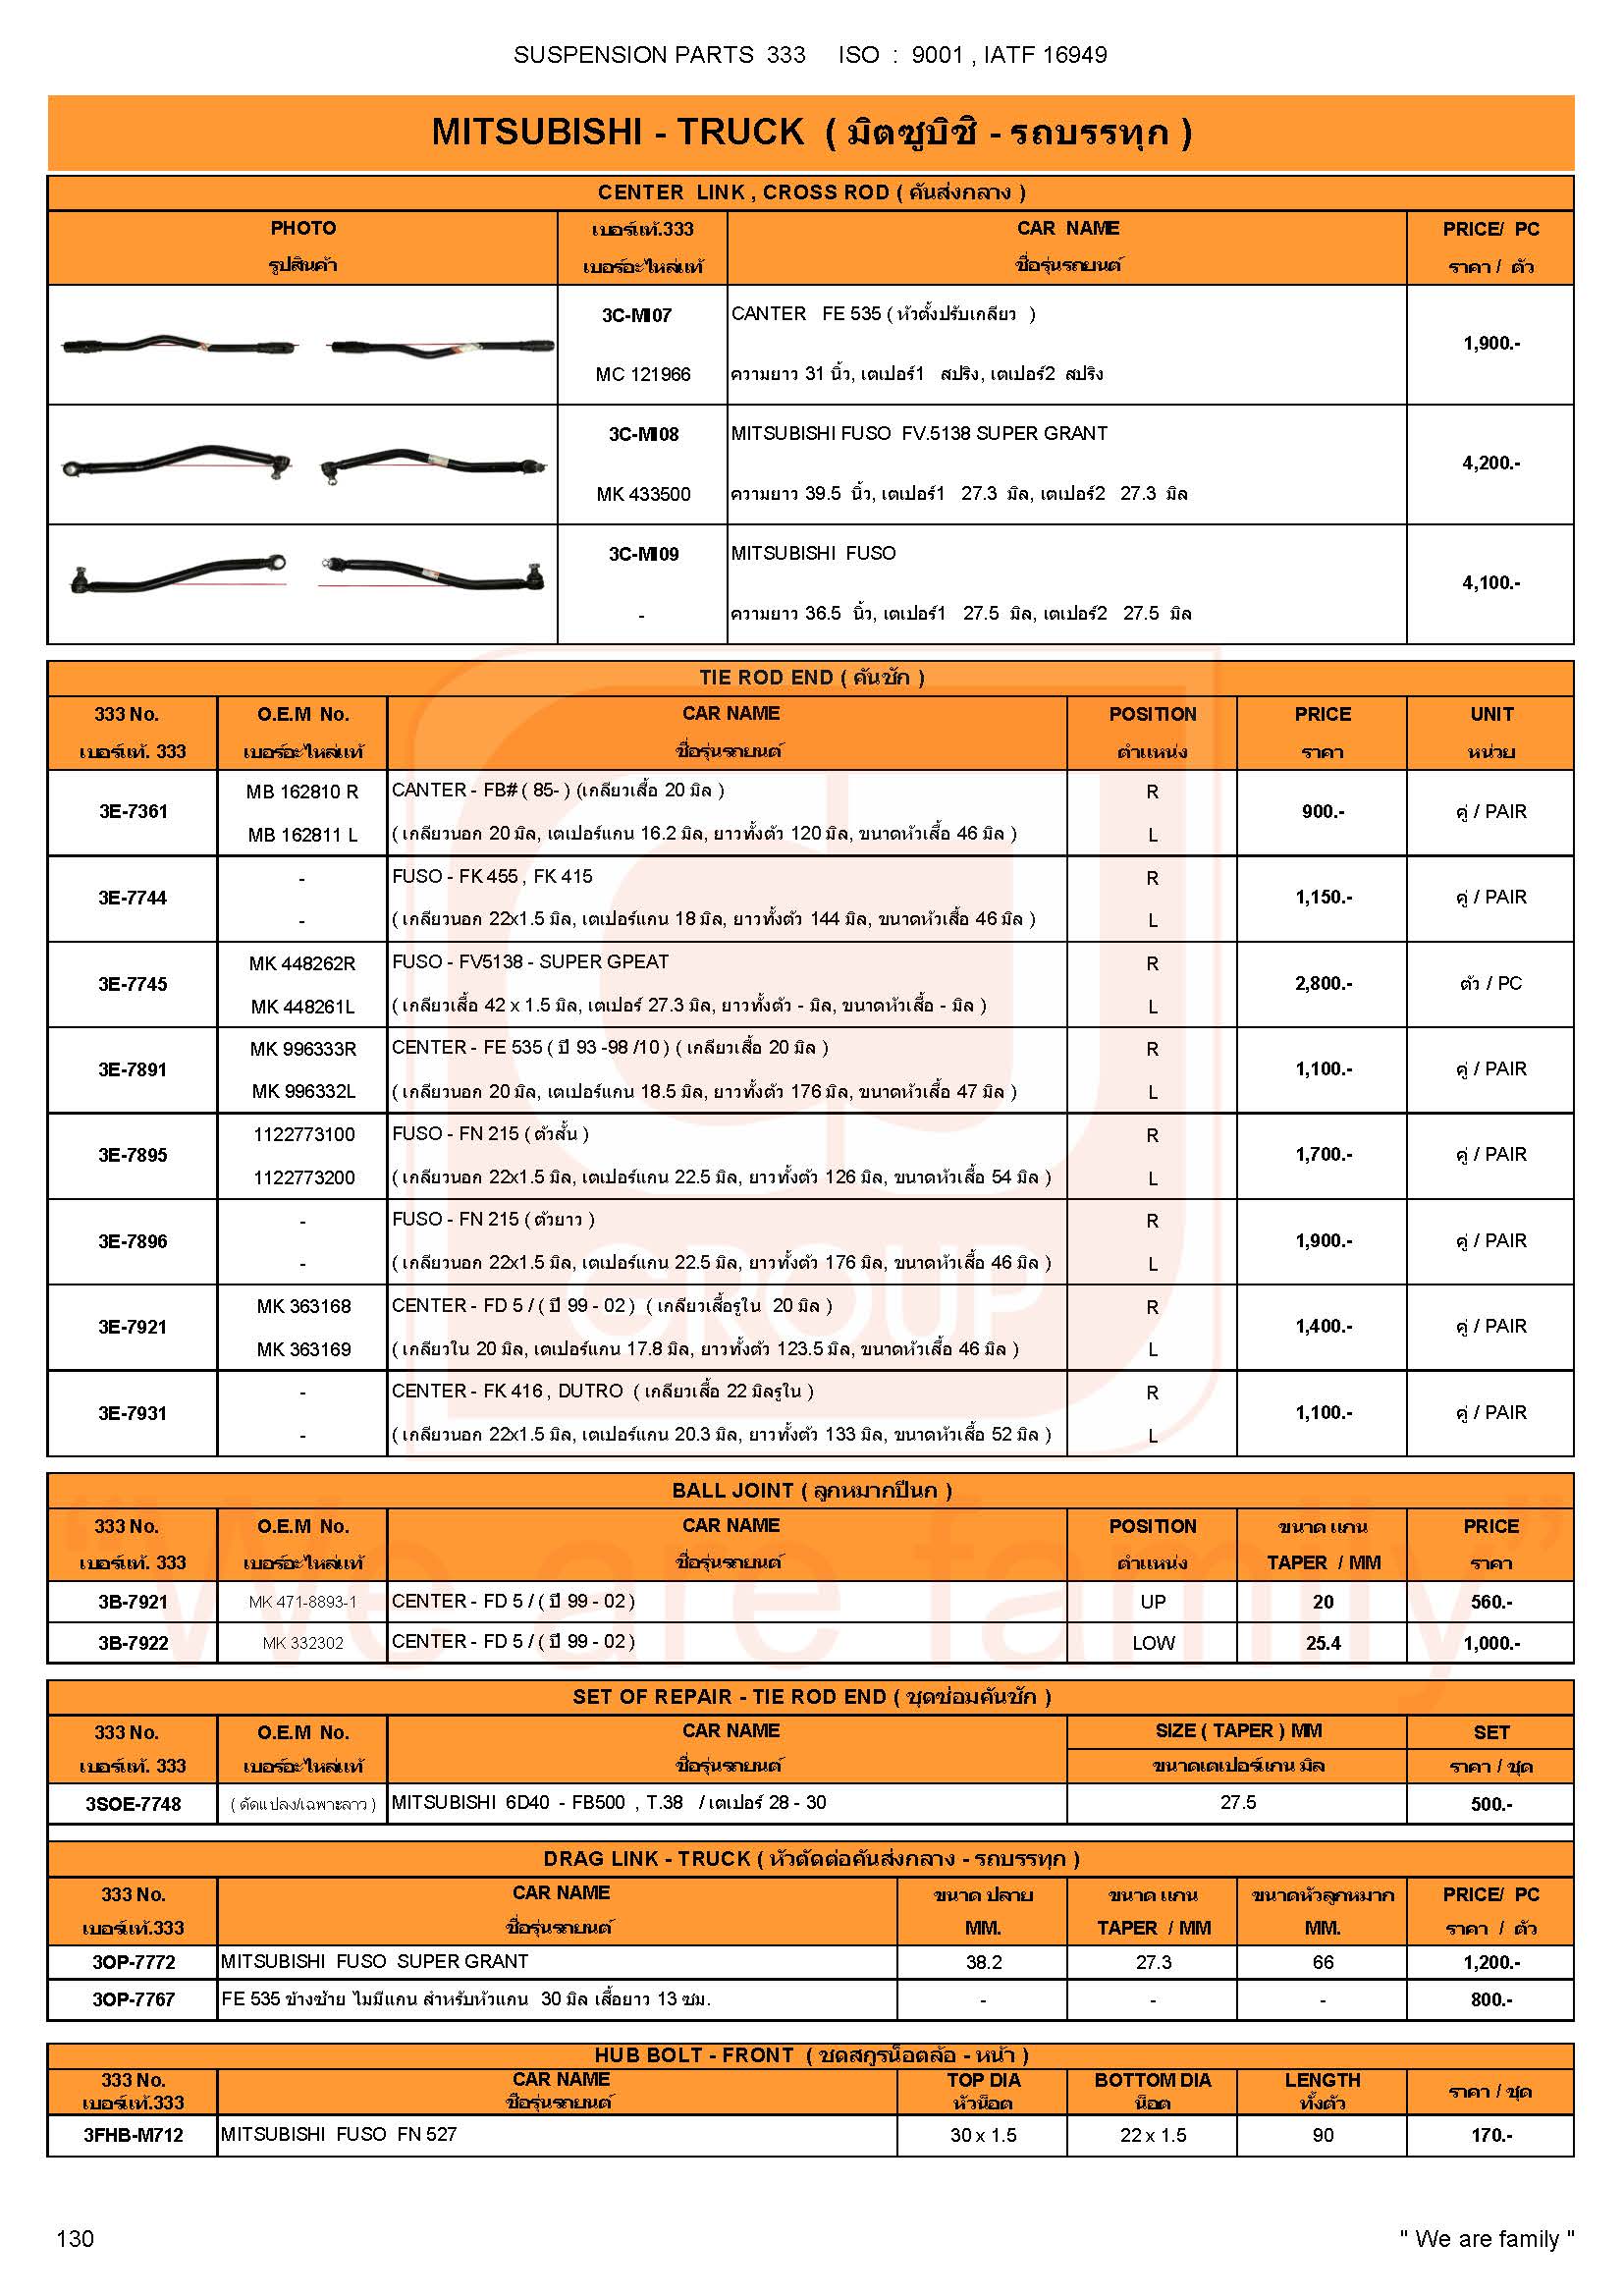 SUSPENSION PARTS 333 ISO : 9001 , IATF 16949
MITSUBISHI - TRUCK ( มิตซูบิชิ - รถบรรทุก )
CENTER LINK , CROSS ROD ( คันส่งกลาง )
PHOTO เบอร์แท้.333 CAR NAME PRICE/ PC
รูปสินค้า เบอร์อะไหล่แท้ ชื่อรุ่นรถยนต์ ราคา / ตัว
3C-MI07 CANTER FE 535 ( หัวตั้งปรับเกลียว )
1,900.-
MC 121966 ความยาว 31 นิ้ว, เตเปอร์1 สปริง, เตเปอร์2 สปริง
3C-MI08 MITSUBISHI FUSO FV.5138 SUPER GRANT
4,200.-
MK 433500 ความยาว 39.5 นิ้ว, เตเปอร์1 27.3 มิล, เตเปอร์2 27.3 มิล
3C-MI09 MITSUBISHI FUSO
4,100.-
- ความยาว 36.5 นิ้ว, เตเปอร์1 27.5 มิล, เตเปอร์2 27.5 มิล
TIE ROD END ( คันชัก )
333 No. O.E.M No. CAR NAME POSITION PRICE UNIT
เบอร์แท้. 333 เบอร์อะไหล่แท้ ชื่อรุ่นรถยนต์ ตำแหน่ง ราคา หน่วย
MB 162810 R CANTER - FB# ( 85- ) (เกลียวเสื้อ 20 มิล ) R
3E-7361 900.- คู่ / PAIR
MB 162811 L ( เกลียวนอก 20 มิล, เตเปอร์แกน 16.2 มิล, ยาวทั้งตัว 120 มิล, ขนาดหัวเสื้อ 46 มิล ) L
- FUSO - FK 455 , FK 415 R
3E-7744 1,150.- คู่ / PAIR
- ( เกลียวนอก 22x1.5 มิล, เตเปอร์แกน 18 มิล, ยาวทั้งตัว 144 มิล, ขนาดหัวเสื้อ 46 มิล ) L
MK 448262R FUSO - FV5138 - SUPER GPEAT R
3E-7745 2,800.- ตัว / PC
MK 448261L ( เกลียวเสื้อ 42 x 1.5 มิล, เตเปอร์ 27.3 มิล, ยาวทั้งตัว - มิล, ขนาดหัวเสื้อ - มิล ) L
MK 996333R CENTER - FE 535 ( ปี 93 -98 /10 ) ( เกลียวเสื้อ 20 มิล ) R
3E-7891 1,100.- คู่ / PAIR
MK 996332L ( เกลียวนอก 20 มิล, เตเปอร์แกน 18.5 มิล, ยาวทั้งตัว 176 มิล, ขนาดหัวเสื้อ 47 มิล ) L
1122773100 FUSO - FN 215 ( ตัวสั้น ) R
3E-7895 1,700.- คู่ / PAIR
1122773200 ( เกลียวนอก 22x1.5 มิล, เตเปอร์แกน 22.5 มิล, ยาวทั้งตัว 126 มิล, ขนาดหัวเสื้อ 54 มิล ) L
- FUSO - FN 215 ( ตัวยาว ) R
3E-7896 1,900.- คู่ / PAIR
- ( เกลียวนอก 22x1.5 มิล, เตเปอร์แกน 22.5 มิล, ยาวทั้งตัว 176 มิล, ขนาดหัวเสื้อ 46 มิล ) L
GROUP
MK 363168 CENTER - FD 5 / ( ปี 99 - 02 ) ( เกลียวเสื้อรูใน 20 มิล ) R
3E-7921 1,400.- คู่ / PAIR
MK 363169 ( เกลียวใน 20 มิล, เตเปอร์แกน 17.8 มิล, ยาวทั้งตัว 123.5 มิล, ขนาดหัวเสื้อ 46 มิล ) L
- CENTER - FK 416 , DUTRO ( เกลียวเสื้อ 22 มิลรูใน ) R
3E-7931 1,100.- คู่ / PAIR
- ( เกลียวนอก 22x1.5 มิล, เตเปอร์แกน 20.3 มิล, ยาวทั้งตัว 133 มิล, ขนาดหัวเสื้อ 52 มิล ) L
BALL JOINT ( ลูกหมากปีนก )
333 No. O.E.M No. CAR NAME POSITION ขนาด แกน PRICE
เบอร์แท้. 333 เบอร์อะไหล่แท้ ชื่อรุ่นรถยนต์ ตำแหน่ง TAPER / MM ราคา
"We are family"
3B-7921 MK 471-8893-1 CENTER - FD 5 / ( ปี 99 - 02 ) UP 20 560.-
3B-7922 MK 332302 CENTER - FD 5 / ( ปี 99 - 02 ) LOW 25.4 1,000.-
SET OF REPAIR - TIE ROD END ( ชุดซ่อมคันชัก )
333 No. O.E.M No. CAR NAME SIZE ( TAPER ) MM SET
เบอร์แท้. 333 เบอร์อะไหล่แท้ ชื่อรุ่นรถยนต์ ขนาดเตเปอร์แกน มิล ราคา / ชุด
3SOE-7748 ( ดัดแปลง/เฉพาะลาว ) MITSUBISHI 6D40 - FB500 , T.38 / เตเปอร์ 28 - 30 27.5 500.-
DRAG LINK - TRUCK ( หัวตัดต่อคันส่งกลาง - รถบรรทุก )
333 No. CAR NAME ขนาด ปลาย ขนาด แกน ขนาดหัวลูกหมาก PRICE/ PC
เบอร์แท้.333 ชื่อรุ่นรถยนต์ MM. TAPER / MM MM. ราคา / ตัว
3OP-7772 MITSUBISHI FUSO SUPER GRANT 38.2 27.3 66 1,200.-
3OP-7767 FE 535 ข้างซ้าย ไม่มีแกน สำหรับหัวแกน 30 มิล เสื้อยาว 13 ซม. - - - 800.-
HUB BOLT - FRONT ( ชุดสกูรน็อตล้อ - หน้า )
333 No. CAR NAME TOP DIA BOTTOM DIA LENGTH ราคา / ชุด
เบอร์แท้.333 ชื่อรุ่นรถยนต์ หัวน็อต น็อต ทั้งตัว
3FHB-M712 MITSUBISHI FUSO FN 527 30 x 1.5 22 x 1.5 90 170.-
130 " We are family "